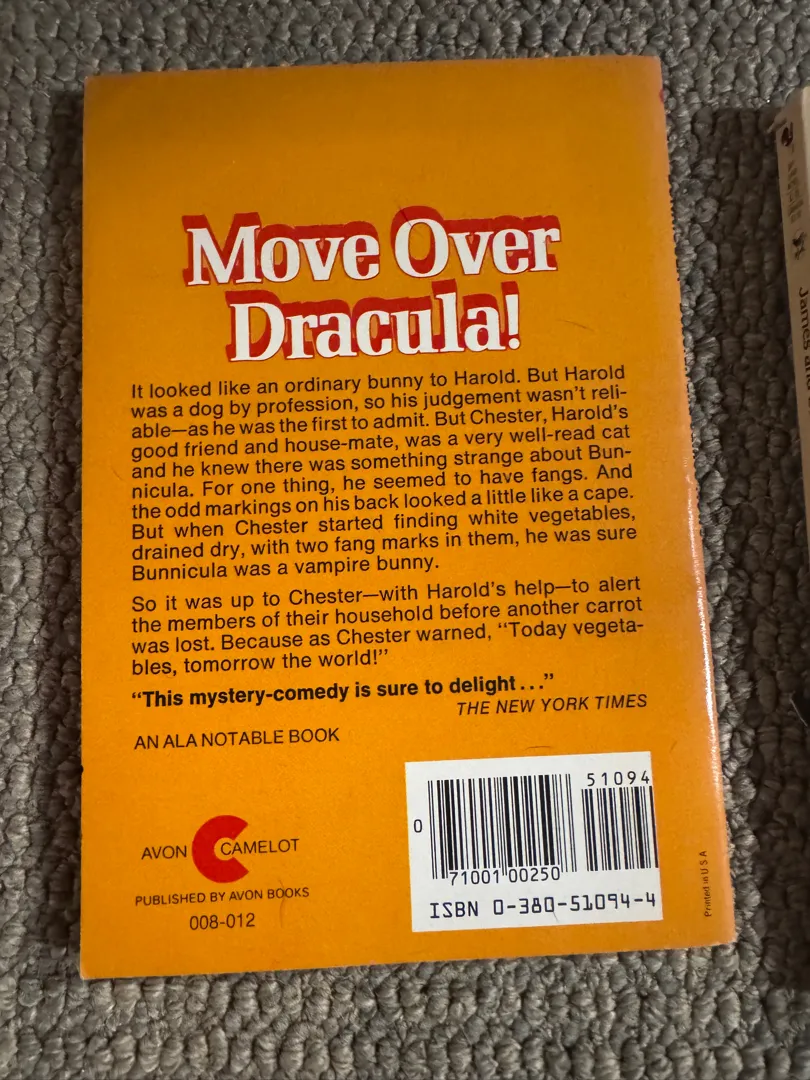 Move Over
Dracula!
It looked like an ordinary bunny to Harold. But Harold
was a dog by profession, so his judgement wasn't reli-
able—as he was the first to admit. But Chester, Harold's
good friend and house-mate, was a very well-read cat
and he knew there was something strange about Bun-
nicula. For one thing, he seemed to have fangs. And
the odd markings on his back looked a little like a cape.
But when Chester started finding white vegetables,
drained dry, with two fang marks in them, he was sure
Bunnicula was a vampire bunny.
So it was up to Chester—with Harold's help—to alert
the members of their household before another carrot
was lost. Because as Chester warned, "Today vegeta-
bles, tomorrow the world!"
"This mystery-comedy is sure to delight..."
THE NEW YORK TIMES
AN ALA NOTABLE BOOK
AVON CAMELOT
PUBLISHED BY AVON BOOKS
008-012
51094
0
71001 00250
ISBN 0-380-51094-4
Printed in U S A
James and